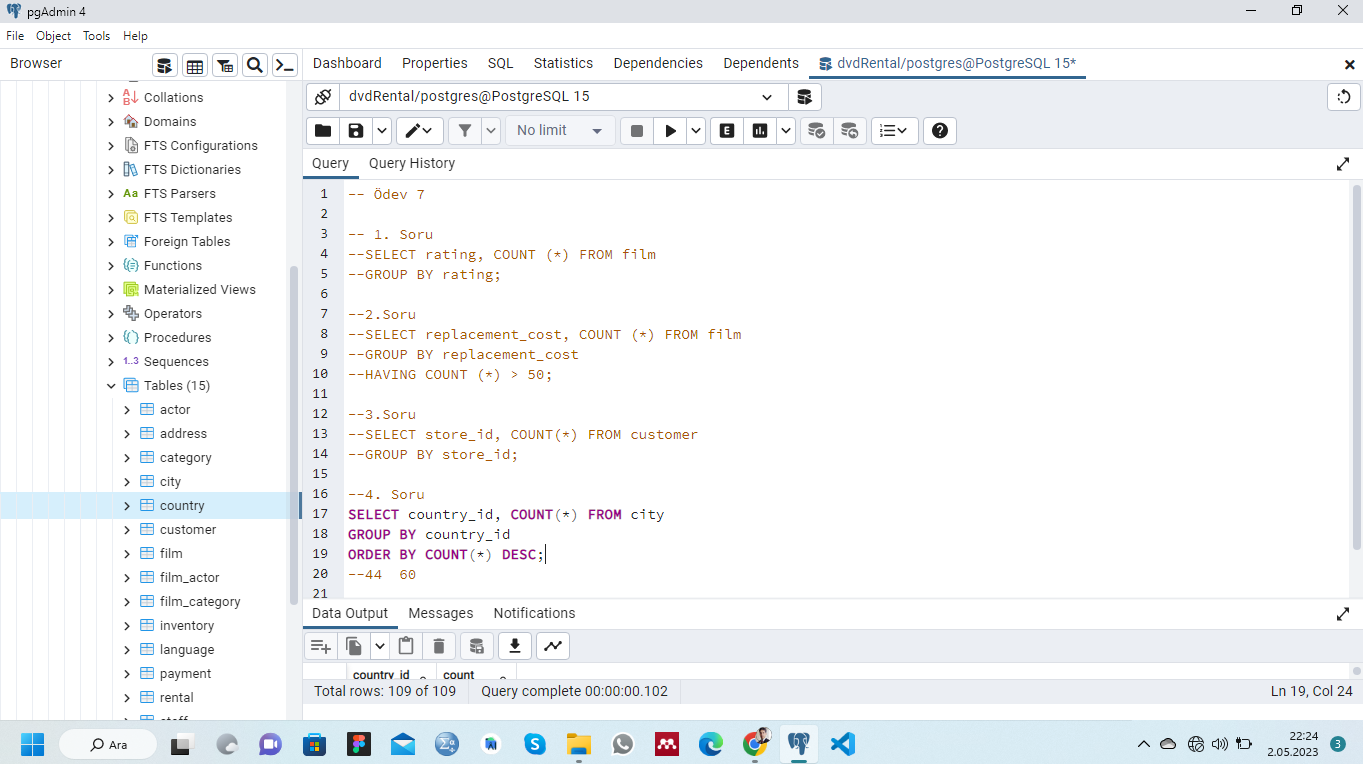 pgAdmin 4
File Object Tools Help
Browser
Dashboard Properties SQL Statistics Dependencies Dependents dvdRental/postgres@PostgreSQL 15*
dvdRental/postgres@PostgreSQL 15
No limit
E
Query Query History
Collations
Domains
FTS Configurations
FTS Dictionaries
Aa FTS Parsers
FTS Templates
Foreign Tables
Functions
Materialized Views
Operators
Procedures
1..3 Sequences
Tables (15)
actor
address
category
city
country
customer
film
film_actor
film_category
inventory
language
payment
rental
staff
1 -- Ödev 7
2
3 -- 1. Soru
4 --SELECT rating, COUNT (*) FROM film
5 --GROUP BY rating;
6
7 --2.Soru
8 --SELECT replacement_cost, COUNT (*) FROM film
9 --GROUP BY replacement_cost
10 --HAVING COUNT (*) > 50;
11
12 --3.Soru
13 --SELECT store_id, COUNT(*) FROM customer
14 --GROUP BY store_id;
15
16 --4. Soru
17 SELECT country_id, COUNT(*) FROM city
18 GROUP BY country_id
19 ORDER BY COUNT(*) DESC;
20 --44  60
21
Data Output Messages Notifications
country_id count
Total rows: 109 of 109 Query complete 00:00:00.102 Ln 19, Col 24
Ara
22:24
2.05.2023
3